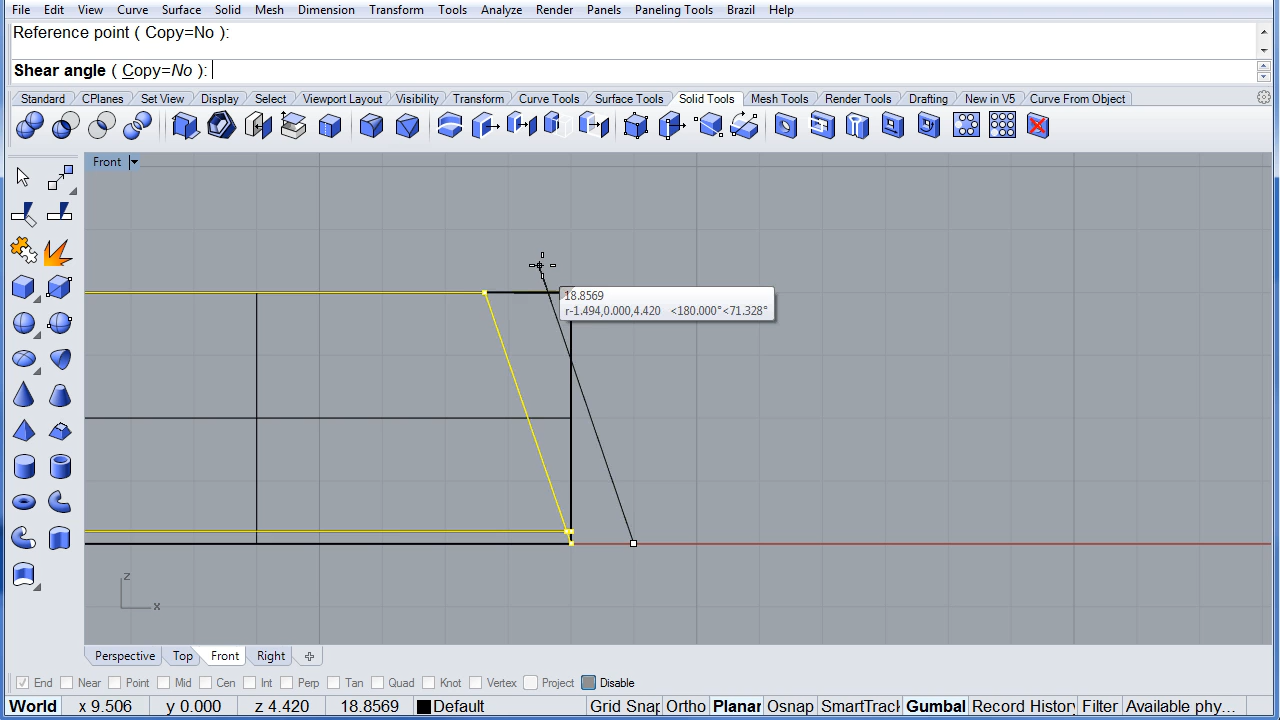 File Edit View Curve Surface Solid Mesh Dimension Transform Tools Analyze Render Panels Paneling Tools Brazil Help
Reference point ( Copy=No ):
Shear angle ( Copy=No ):
Standard CPlanes Set View Display Select Viewport Layout Visibility Transform Curve Tools Surface Tools Solid Tools Mesh Tools Render Tools Drafting New in V5 Curve From Object
Front
18.8569
r-1.494,0.000,4.420 <180.000°<71.328°
z
x
Perspective Top Front Right
End Near Point Mid Cen Int Perp Tan Quad Knot Vertex Project Disable
World x 9.506 y 0.000 z 4.420 18.8569 Default Grid Snap Ortho Planar Osnap SmartTrack Gumbal Record History Filter Available phy...